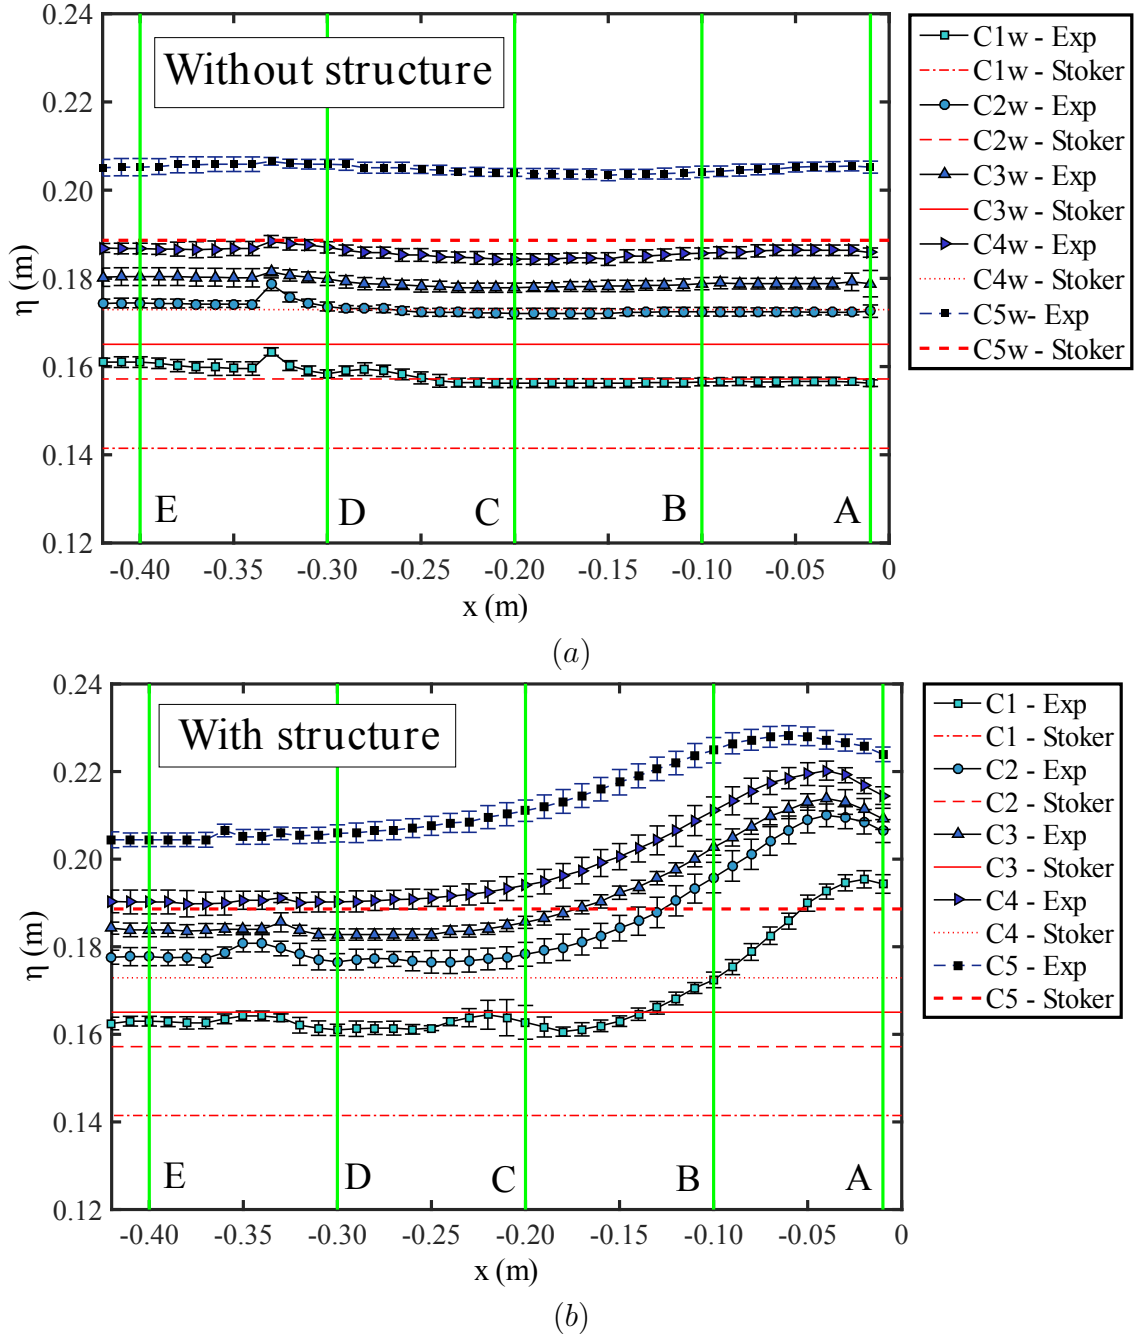 0.24
0.22
0.20
0.18
0.16
0.14
0.12
η (m)
Without structure
E
D
C
B
A
-0.40
-0.35
-0.30
-0.25
-0.20
-0.15
-0.10
-0.05
0
x (m)
C1w - Exp
C1w - Stoker
C2w - Exp
C2w - Stoker
C3w - Exp
C3w - Stoker
C4w - Exp
C4w - Stoker
C5w- Exp
C5w - Stoker
(a)
0.24
0.22
0.20
0.18
0.16
0.14
0.12
η (m)
With structure
E
D
C
B
A
-0.40
-0.35
-0.30
-0.25
-0.20
-0.15
-0.10
-0.05
0
x (m)
C1 - Exp
C1 - Stoker
C2 - Exp
C2 - Stoker
C3 - Exp
C3 - Stoker
C4 - Exp
C4 - Stoker
C5 - Exp
C5 - Stoker
(b)